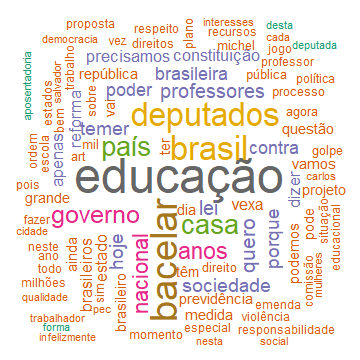 proposta respeito interesses
democracia vez direitos plano recursos desta
precisamos constituição michel cada deputada
república brasileira jogo
poder professores pública professor política
sobre processo
aposentadoria
estados salvador trabalho
bem reforma vai
deputados agora
temer brasil contra questão golpe
mil país ter vamos carlos
ordem escola apenas art
educação dizer projeto
pois
grande governo bacelar dia lei vexa pode situação
fazer casa quero porque podemos comissão mulheres educacional
cidade
neste ainda brasileiros estado hoje nacional anos
ano
todo sim têm direito sociedade
milhões brasileiro previdência emenda
qualidade pec medida violência
trabalhador momento especial responsabilidade
forma nesta social
infelizmente